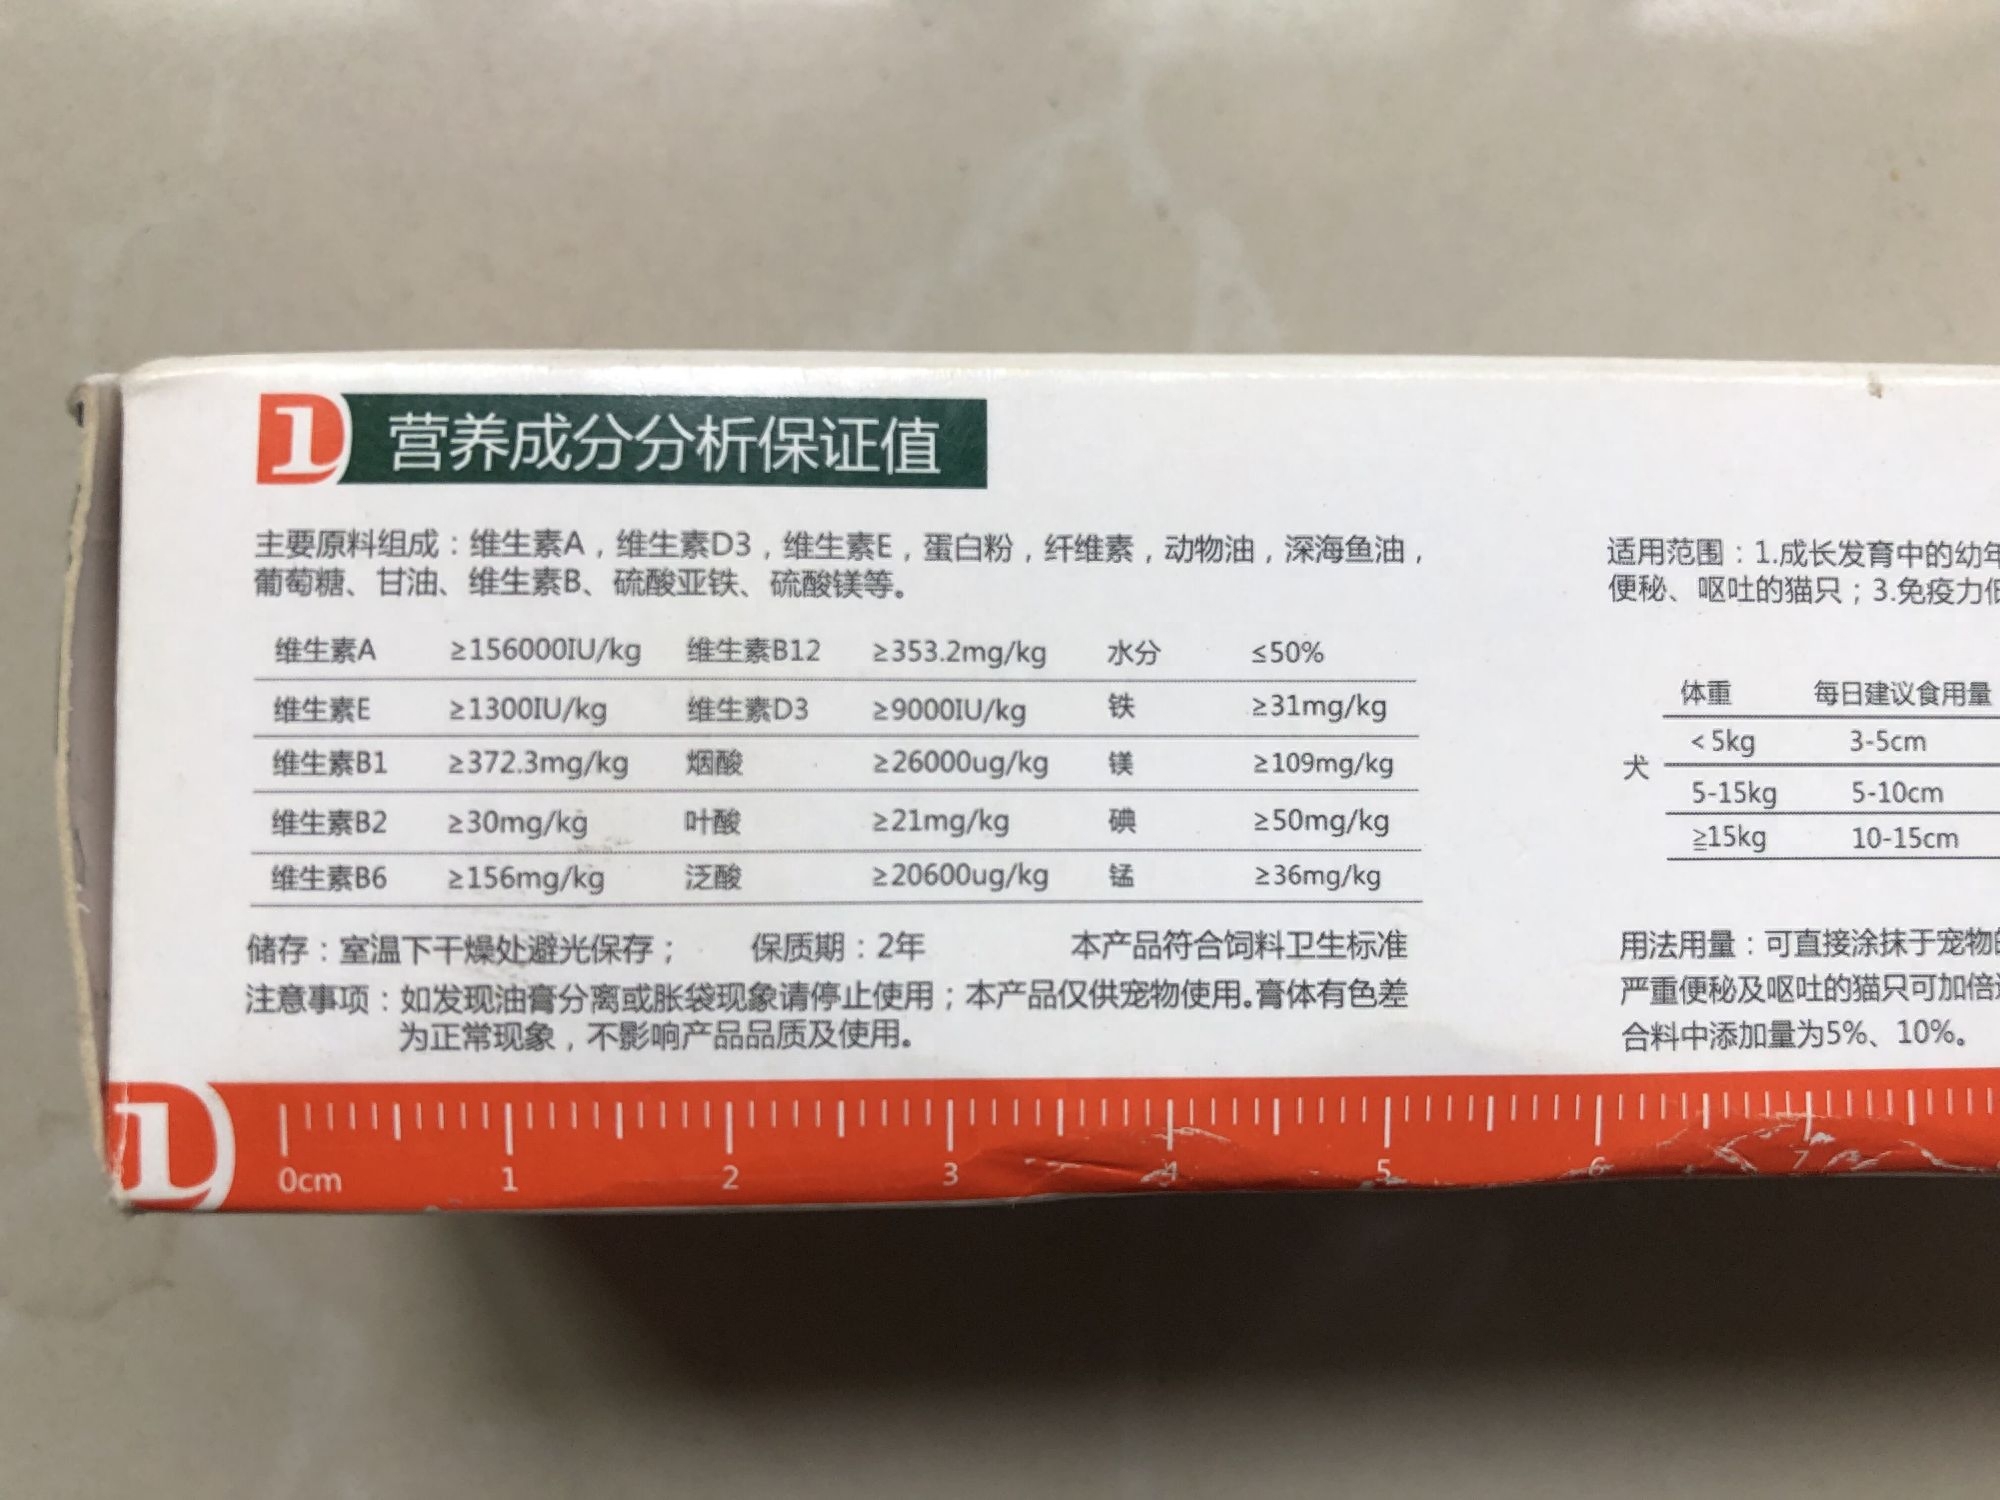 营养成分分析保证值
主要原料组成：维生素A，维生素D3，维生素E，蛋白粉，纤维素，动物油，深海鱼油，
葡萄糖、甘油、维生素B、硫酸亚铁、硫酸镁等。
维生素A ≥156000IU/kg 维生素B12 ≥353.2mg/kg 水分 ≤50%
维生素E ≥1300IU/kg 维生素D3 ≥9000IU/kg 铁 ≥31mg/kg
维生素B1 ≥372.3mg/kg 烟酸 ≥26000ug/kg 镁 ≥109mg/kg
维生素B2 ≥30mg/kg 叶酸 ≥21mg/kg 碘 ≥50mg/kg
维生素B6 ≥156mg/kg 泛酸 ≥20600ug/kg 锰 ≥36mg/kg
储存：室温下干燥处避光保存； 保质期：2年 本产品符合饲料卫生标准
注意事项：如发现油膏分离或胀袋现象请停止使用；本产品仅供宠物使用。膏体有色差
为正常现象，不影响产品品质及使用。
适用范围：1.成长发育中的幼年
便秘、呕吐的猫只；3.免疫力低
体重 每日建议食用量
犬
<5kg 3-5cm
5-15kg 5-10cm
≧15kg 10-15cm
用法用量：可直接涂抹于宠物的
严重便秘及呕吐的猫只可加倍
合料中添加量为5%、10%。
1
0cm 1 2 3 4 5 6 7